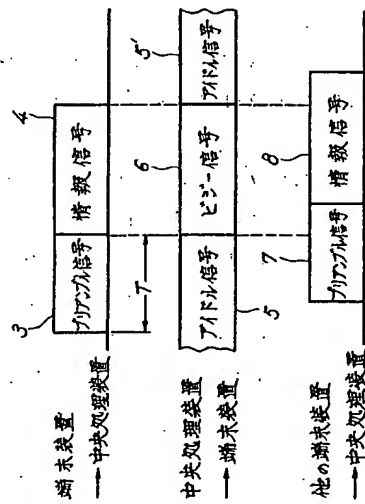 端末装置
→中央処理装置
3
プリアンブル信号
4
情報信号
T
中央処理装置
→端末装置
5
アイドル信号
6
ビジー信号
5'
アイドル信号
他の端末装置
→中央処理装置
7
プリアンブル信号
8
情報信号